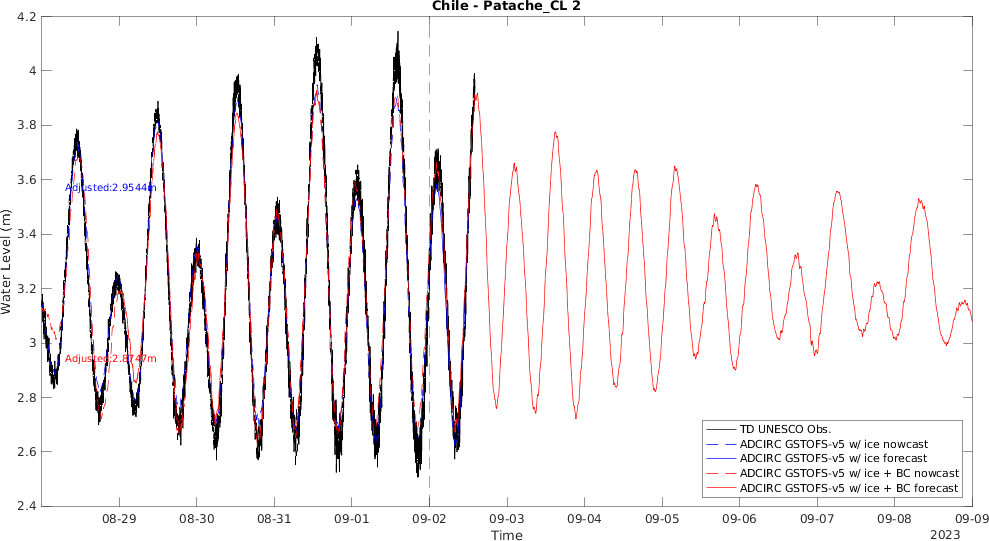 Chile - Patache_CL 2
4.2
4
3.8
3.6
3.4
3.2
3
2.8
2.6
2.4
Water Level (m)
Adjusted:2.9544m
Adjusted:2.8747m
TD UNESCO Obs.
ADCIRC GSTOFS-v5 w/ ice nowcast
ADCIRC GSTOFS-v5 w/ ice forecast
ADCIRC GSTOFS-v5 w/ ice + BC nowcast
ADCIRC GSTOFS-v5 w/ ice + BC forecast
08-29 08-30 08-31 09-01 09-02 09-03 09-04 09-05 09-06 09-07 09-08 09-09
Time
2023